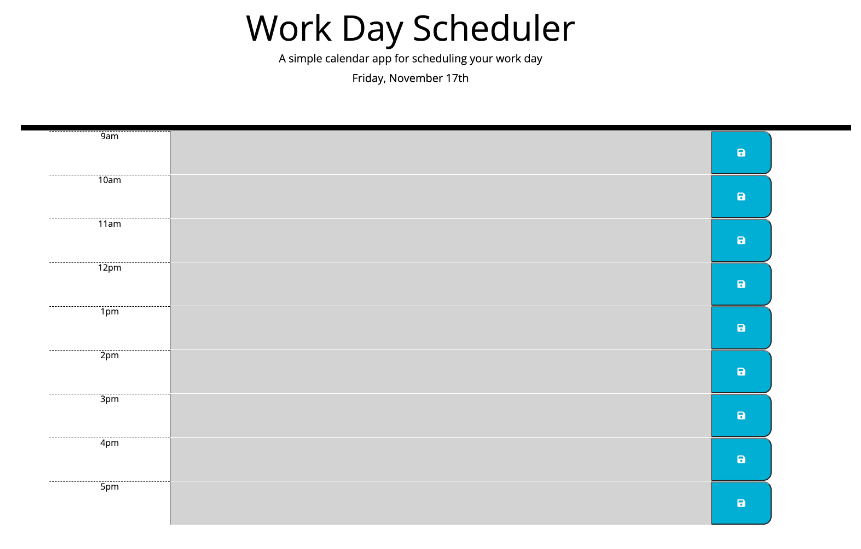 Work Day Scheduler
A simple calendar app for scheduling your work day
Friday, November 17th
9am
10am
11am
12pm
1pm
2pm
3pm
4pm
5pm